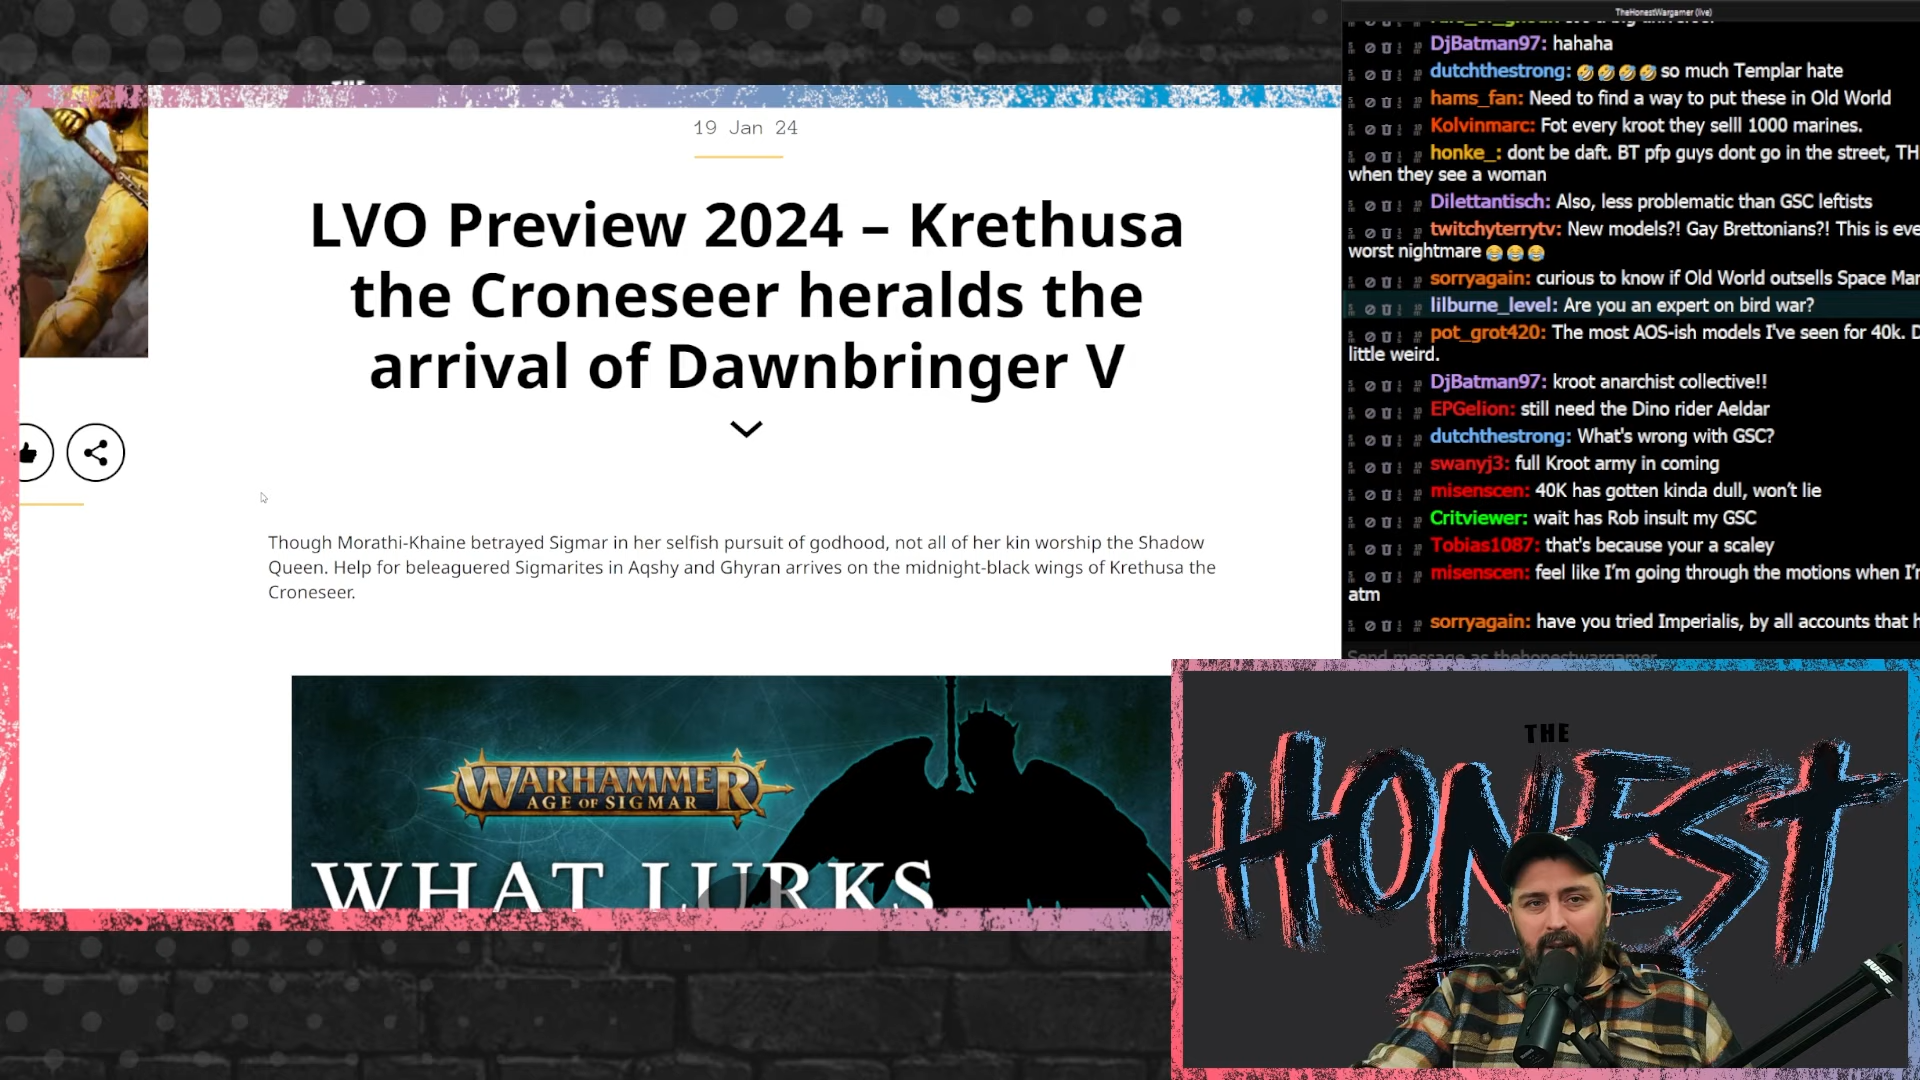 THE
19 Jan 24
LVO Preview 2024 – Krethusa
the Croneseer heralds the
arrival of Dawnbringer V
Though Morathi-Khaine betrayed Sigmar in her selfish pursuit of godhood, not all of her kin worship the Shadow
Queen. Help for beleaguered Sigmarites in Aqshy and Ghyran arrives on the midnight-black wings of Krethusa the
Croneseer.
WARHAMMER
AGE OF SIGMAR
WHAT LURKS
TheHonestWargamer (live)
DjBatman97: hahaha
dutchthestrong: 🤣🤣🤣🤣 so much Templar hate
hams_fan: Need to find a way to put these in Old World
Kolvinmarc: Fot every kroot they selll 1000 marines.
honke_: dont be daft. BT pfp guys dont go in the street, TH
when they see a woman
Dilettantisch: Also, less problematic than GSC leftists
twitchyterrytv: New models?! Gay Brettonians?! This is eve
worst nightmare 😂😂😂
sorryagain: curious to know if Old World outsells Space Mar
lilburne_level: Are you an expert on bird war?
pot_grot420: The most AOS-ish models I've seen for 40k. D
little weird.
DjBatman97: kroot anarchist collective!!
EPGelion: still need the Dino rider Aeldar
dutchthestrong: What's wrong with GSC?
swanyj3: full Kroot army in coming
misenscen: 40K has gotten kinda dull, won't lie
Critviewer: wait has Rob insult my GSC
Tobias1087: that's because your a scaley
misenscen: feel like I'm going through the motions when I'm
atm
sorryagain: have you tried Imperialis, by all accounts that h
Send message as thehonestwargamer
THE
HONEST
SHURE